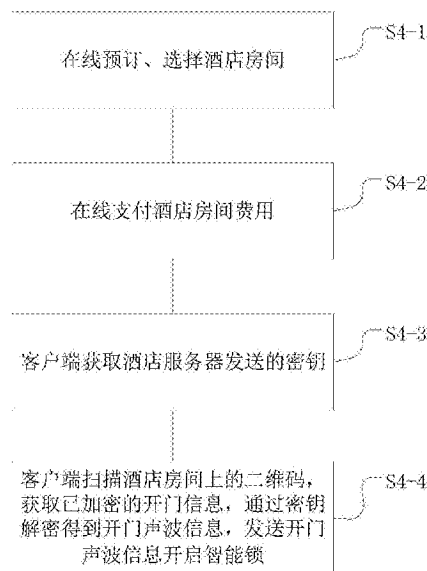 在线预订、选择酒店房间
S4-1
在线支付酒店房间费用
S4-2
客户端获取酒店服务器发送的密钥
S4-3
客户端扫描酒店房间上的二维码，
获取已加密的开门信息，通过密钥
解密得到开门声波信息，发送开门
声波信息开启智能锁
S4-4